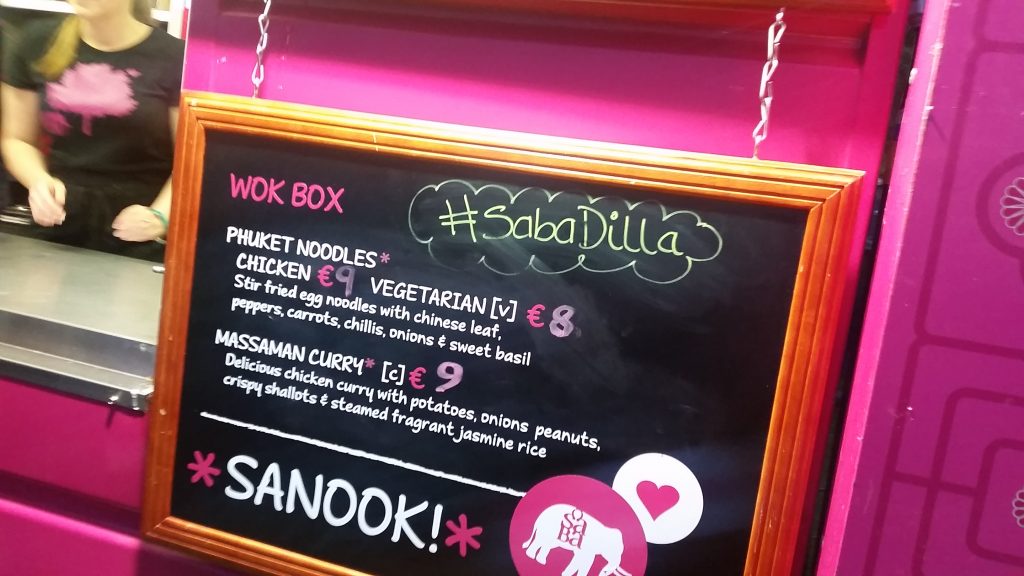 WOK BOX
#SabaDilla
PHUKET NOODLES*
CHICKEN €9 VEGETARIAN [v] €8
Stir fried egg noodles with chinese leaf,
peppers, carrots, chillis, onions & sweet basil
MASSAMAN CURRY* [c] € 9
Delicious chicken curry with potatoes, onions peanuts,
crispy shallots & steamed fragrant jasmine rice
*SANOOK!*
SABA